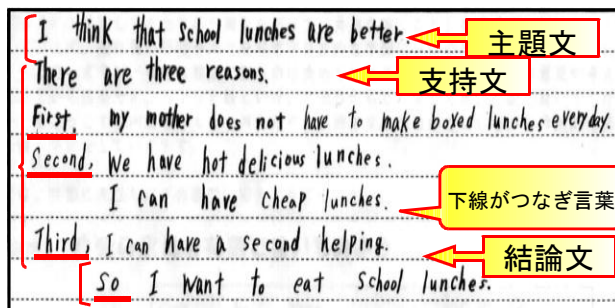 I think that school lunches are better. 主題文
There are three reasons. 支持文
First, my mother does not have to make boxed lunches everyday.
Second, We have hot delicious lunches.
I can have cheap lunches. 下線がつなぎ言葉
Third, I can have a second helping. 結論文
So I want to eat school lunches.